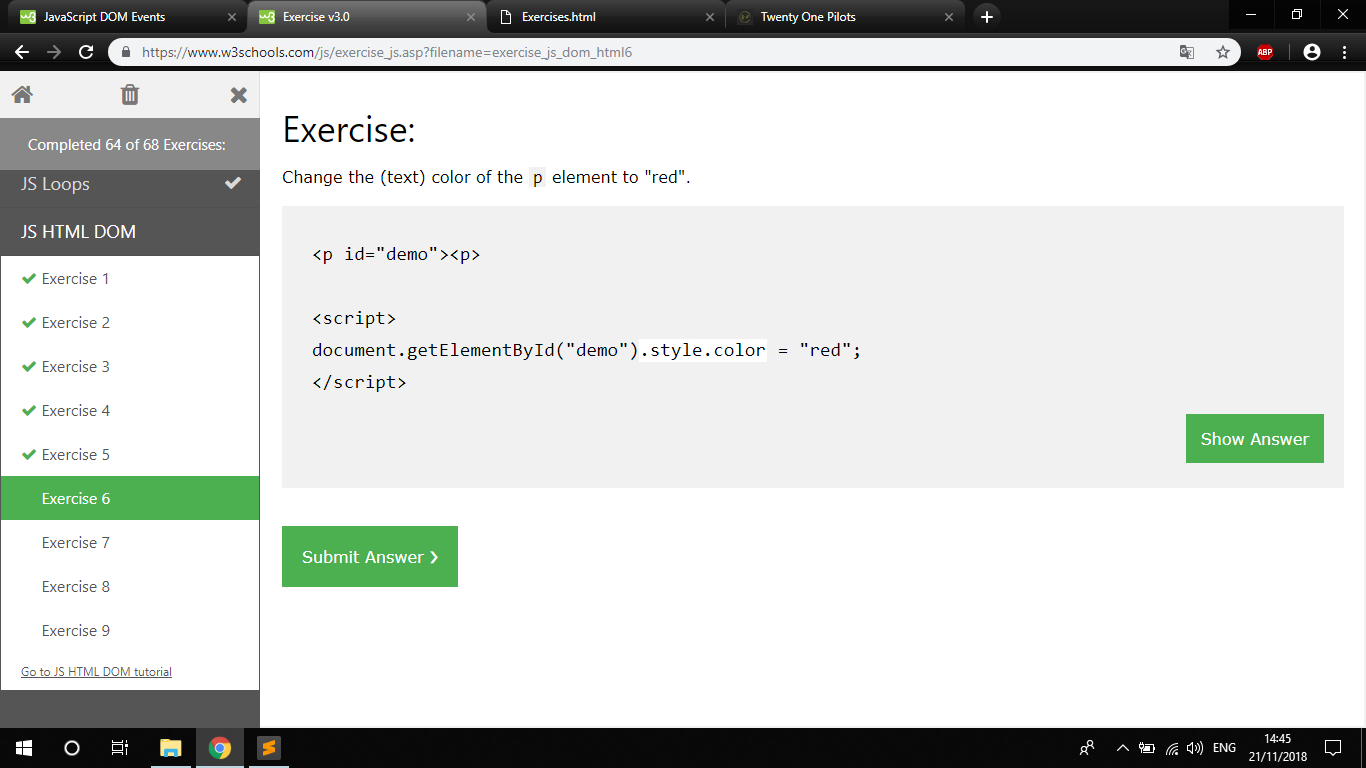 JavaScript DOM Events
Exercise v3.0
Exercises.html
Twenty One Pilots
https://www.w3schools.com/js/exercise_js.asp?filename=exercise_js_dom_html6
ABP
Completed 64 of 68 Exercises:
JS Loops
JS HTML DOM
Exercise 1
Exercise 2
Exercise 3
Exercise 4
Exercise 5
Exercise 6
Exercise 7
Exercise 8
Exercise 9
Go to JS HTML DOM tutorial
Exercise:
Change the (text) color of the p element to "red".
<p id="demo"><p>
<script>
document.getElementById("demo").style.color = "red";
</script>
Show Answer
Submit Answer ❯
ENG
14:45
21/11/2018